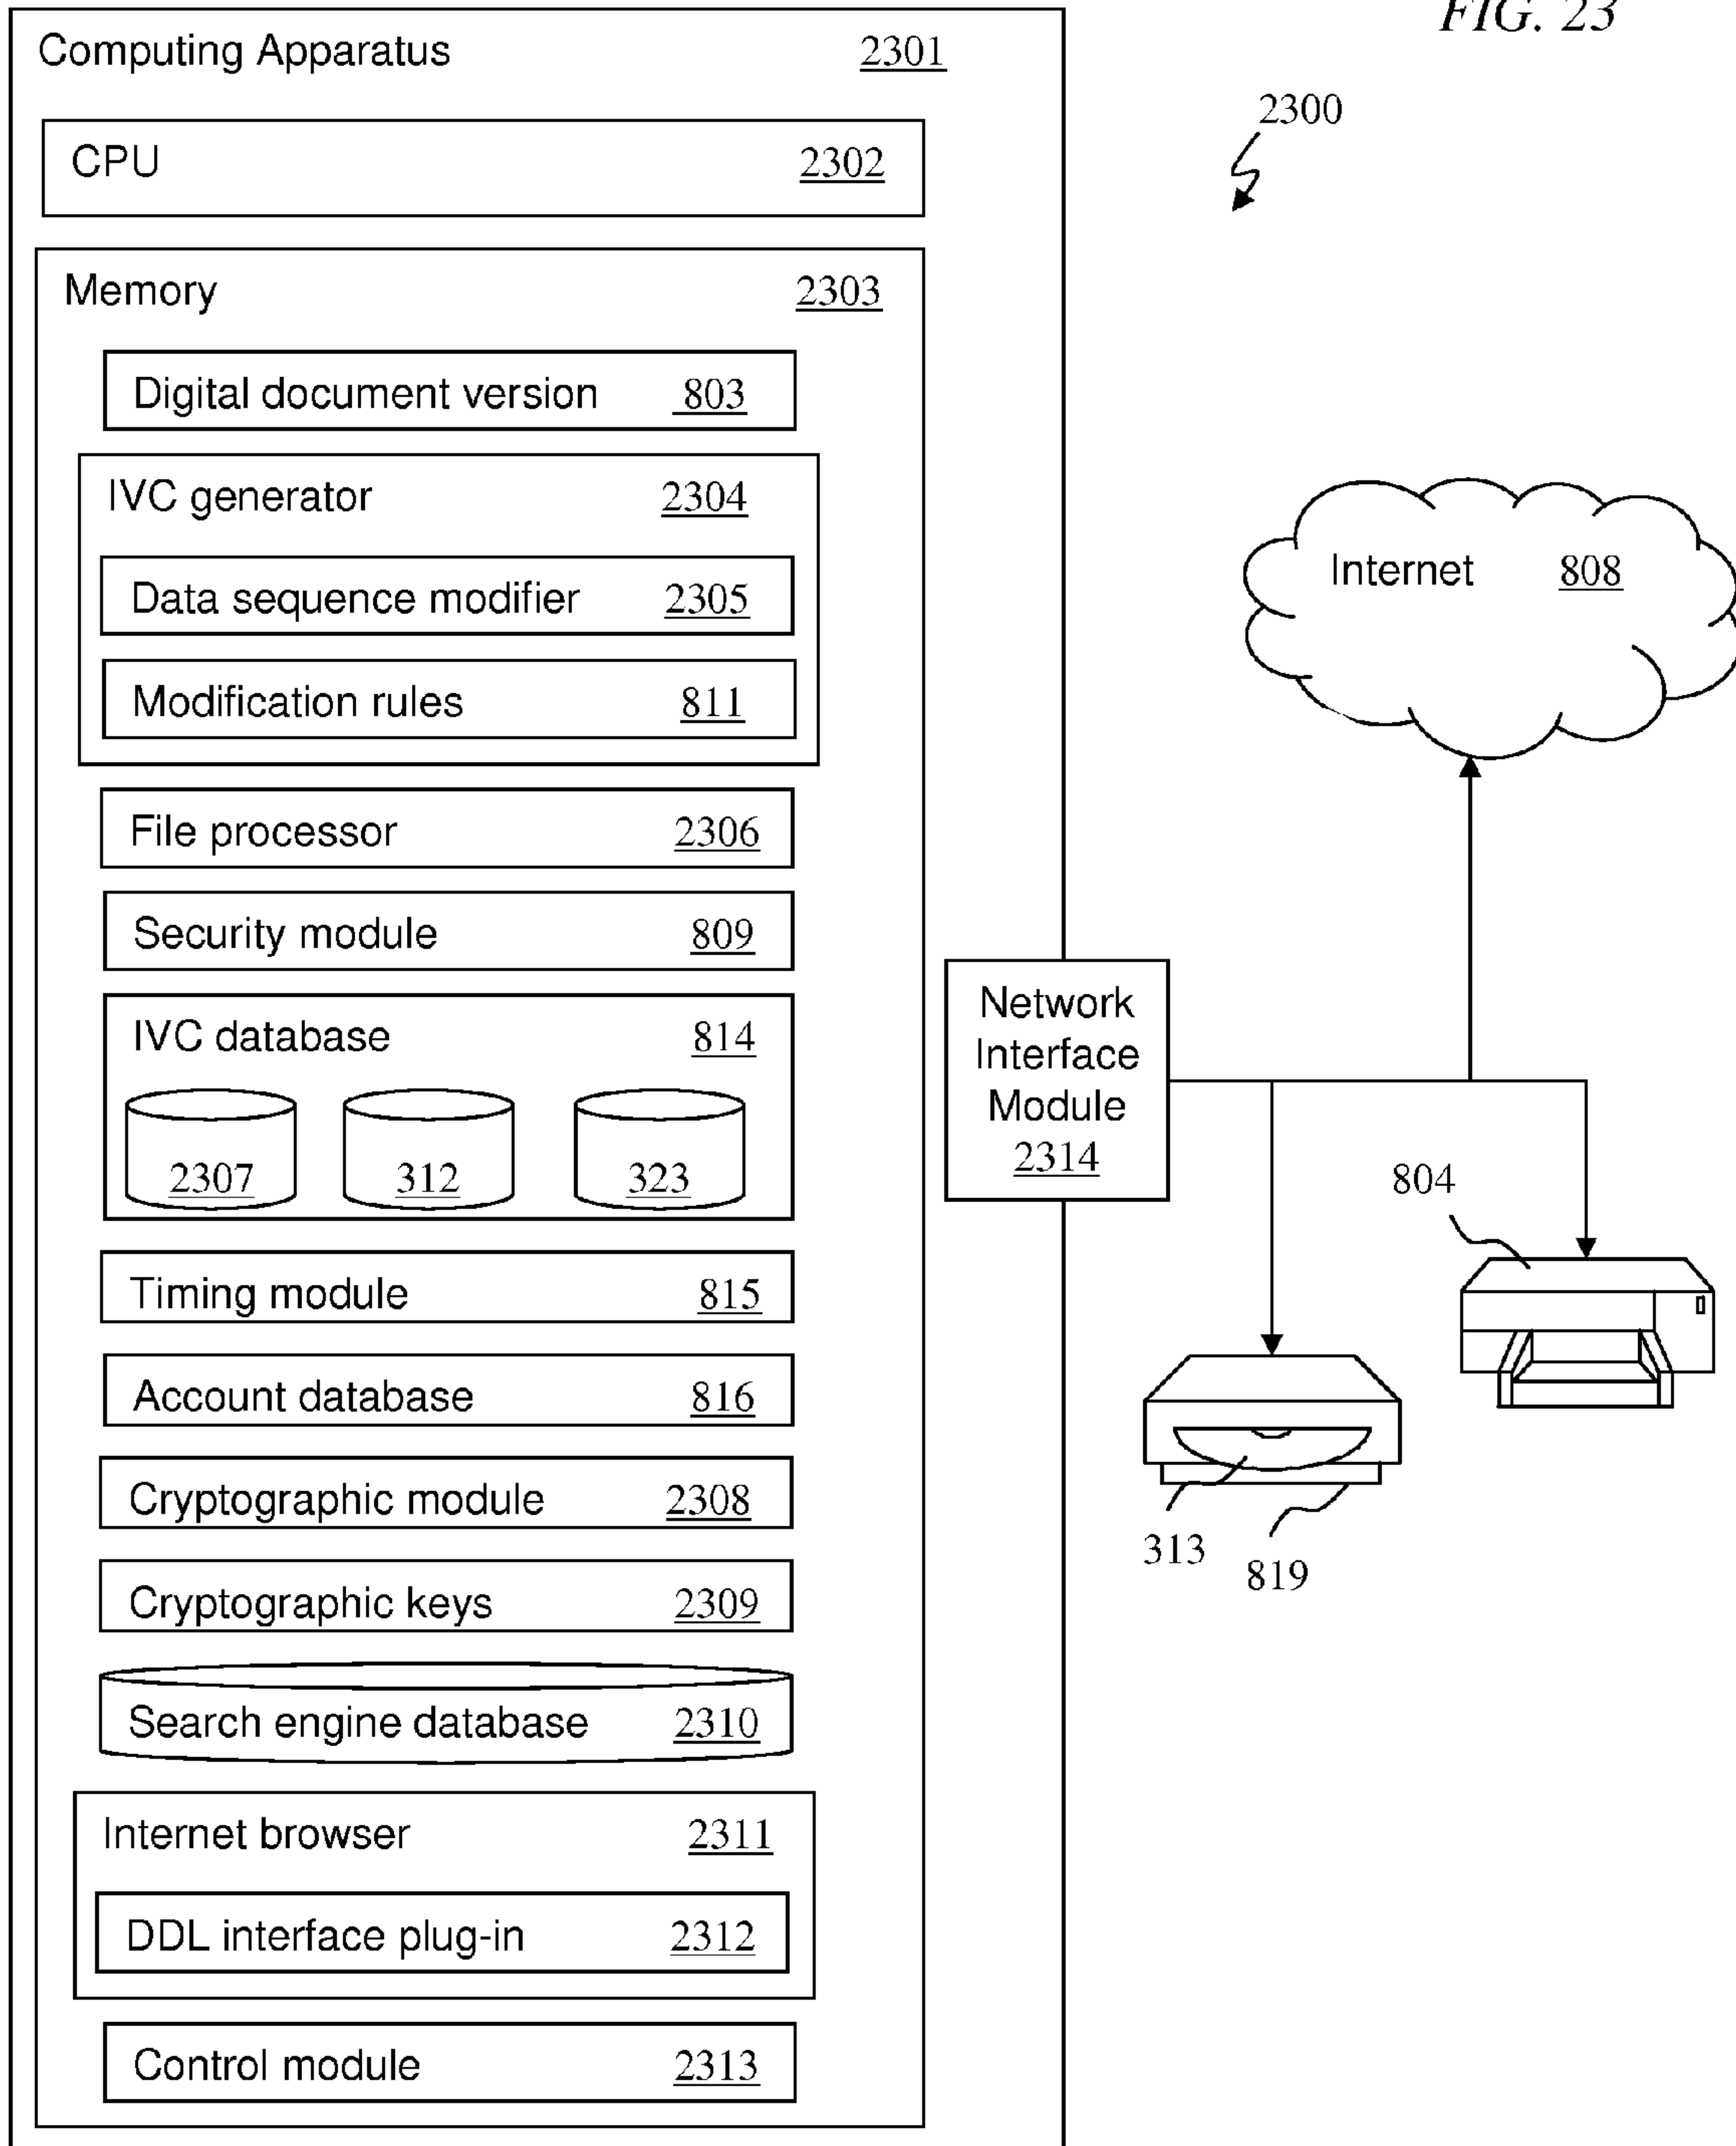 FIG. 23
Computing Apparatus 2301
2300
CPU 2302
Memory 2303
Digital document version 803
IVC generator 2304
Data sequence modifier 2305
Modification rules 811
File processor 2306
Security module 809
IVC database 814
2307 312 323
Timing module 815
Account database 816
Cryptographic module 2308
Cryptographic keys 2309
Search engine database 2310
Internet browser 2311
DDL interface plug-in 2312
Control module 2313
Network
Interface
Module
2314
Internet 808
804
313
819